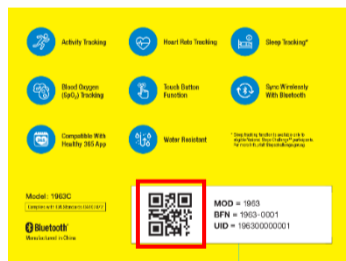 Activity Tracking
Heart Rate Tracking
Sleep Tracking*
Blood Oxygen
(SpO₂) Tracking
Touch Button
Function
Sync Wirelessly
With Bluetooth
Compatible With
Healthy 365 App
Water Resistant
Model: 1963C
Bluetooth®
Manufactured in China
MOD = 1963
BFN = 1963-0001
UID = 196300000001